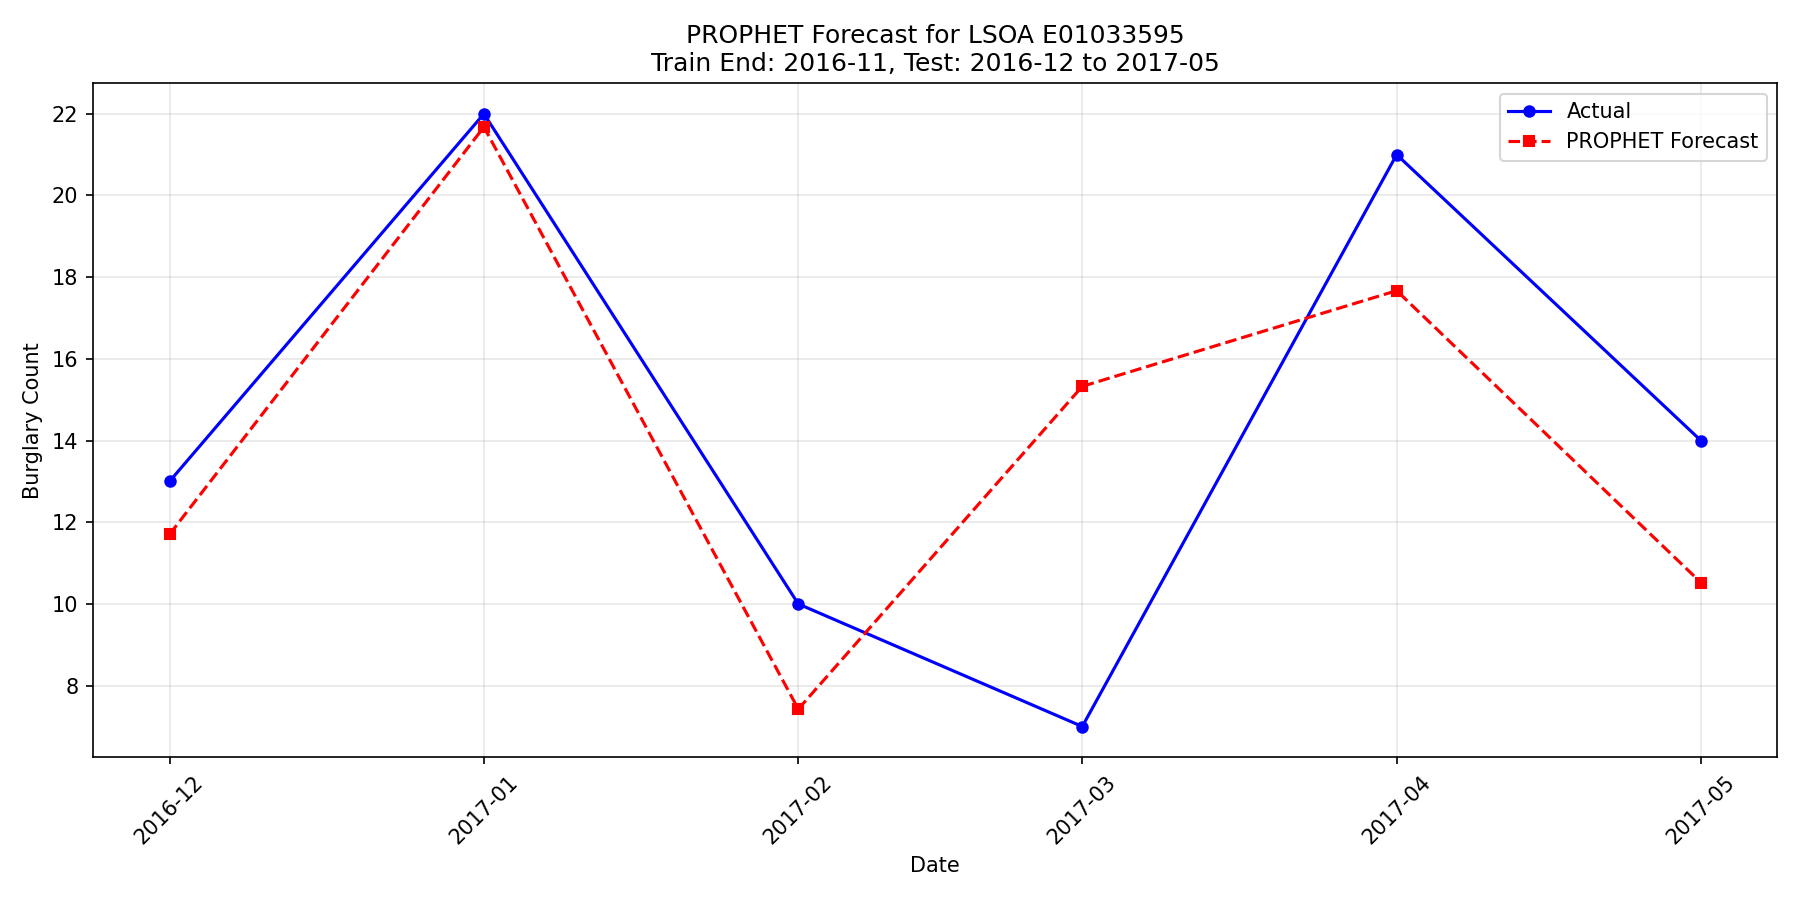 PROPHET Forecast for LSOA E01033595
Train End: 2016-11, Test: 2016-12 to 2017-05
Actual
PROPHET Forecast
Burglary Count
22
20
18
16
14
12
10
8
2016-12
2017-01
2017-02
2017-03
2017-04
2017-05
Date